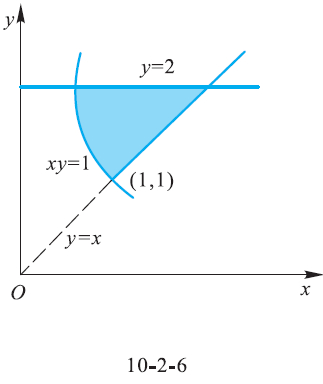 y
y=2
xy=1
(1,1)
y=x
O
x
10-2-6